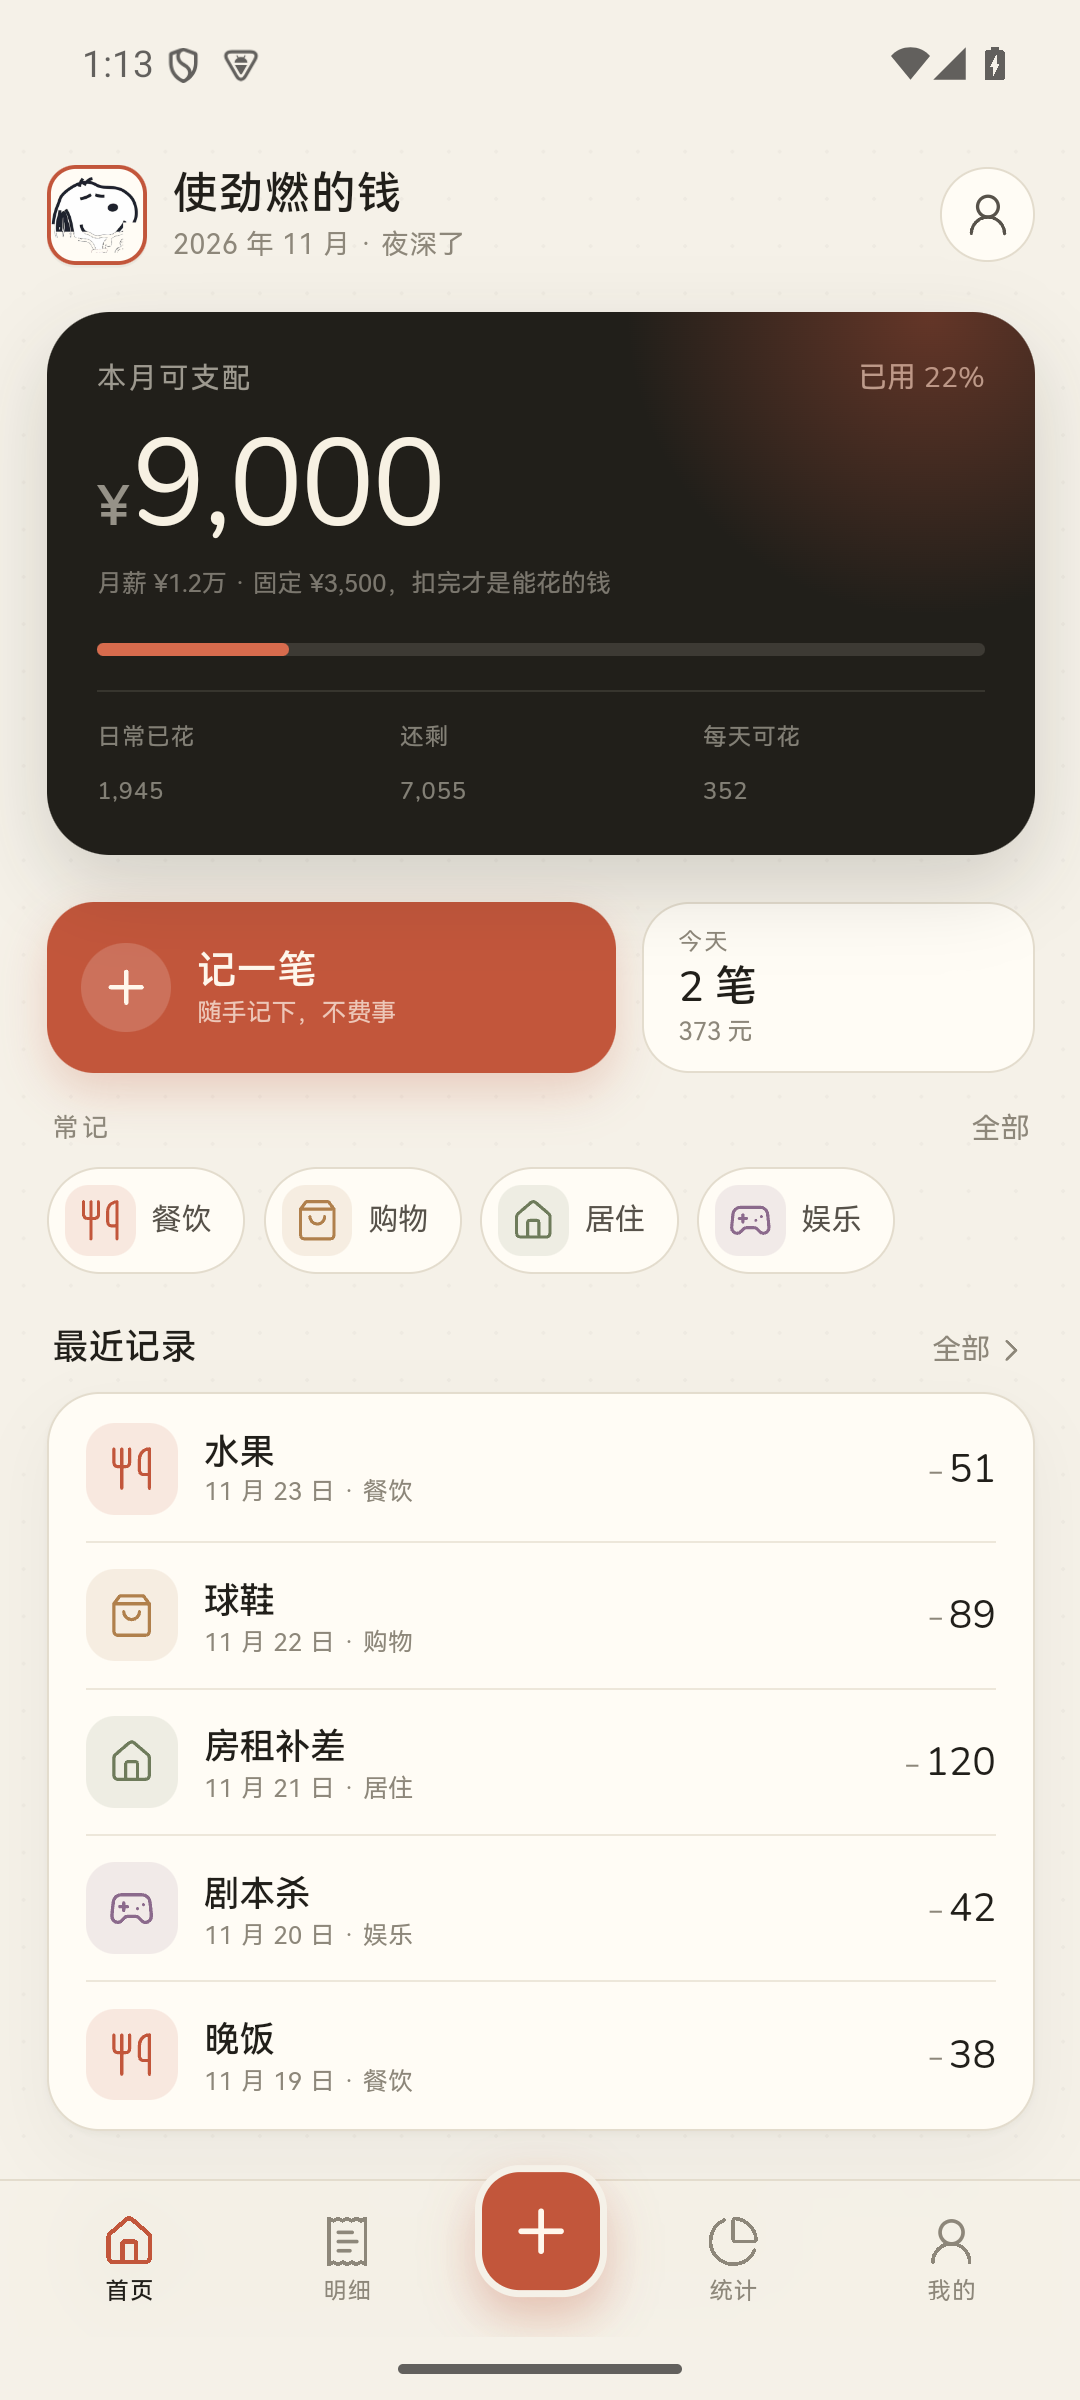 1:13
使劲燃的钱
2026 年 11 月 · 夜深了
本月可支配
已用 22%
¥9,000
月薪 ¥1.2万 · 固定 ¥3,500，扣完才是能花的钱
日常已花
还剩
每天可花
1,945
7,055
352
记一笔
随手记下，不费事
今天
2 笔
373 元
常记
全部
餐饮
购物
居住
娱乐
最近记录
全部
水果
11 月 23 日 · 餐饮
-51
球鞋
11 月 22 日 · 购物
-89
房租补差
11 月 21 日 · 居住
-120
剧本杀
11 月 20 日 · 娱乐
-42
晚饭
11 月 19 日 · 餐饮
-38
首页
明细
统计
我的